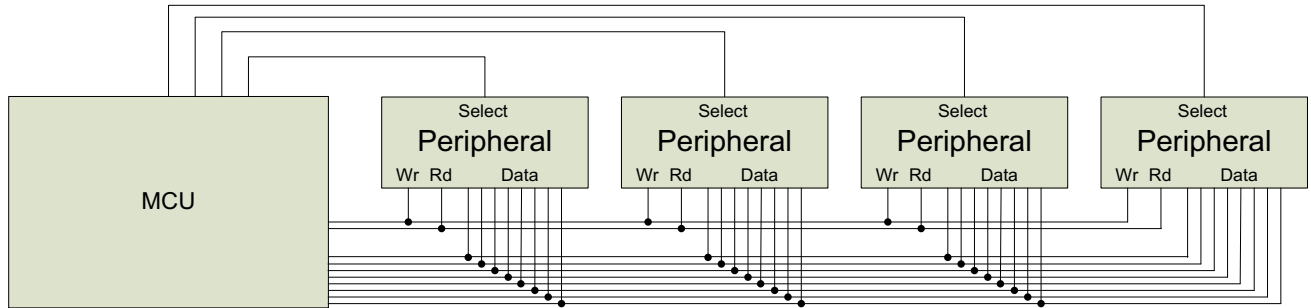 Select Select Select Select
Peripheral Peripheral Peripheral Peripheral
Wr Rd Data Wr Rd Data Wr Rd Data Wr Rd Data
MCU